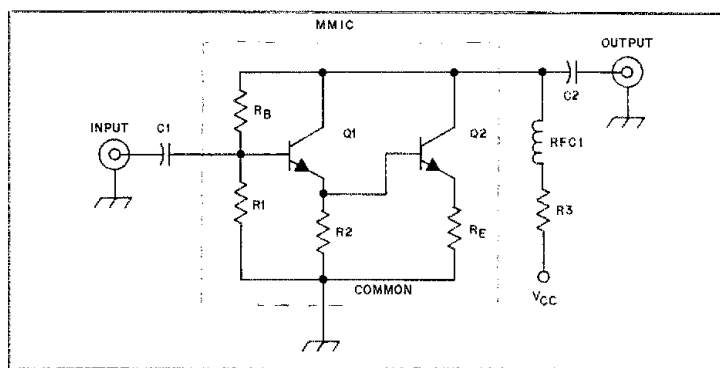 MMIC
OUTPUT
C2
RB
Q1
Q2
INPUT
C1
RFC1
R1
R2
RE
R3
COMMON
VCC